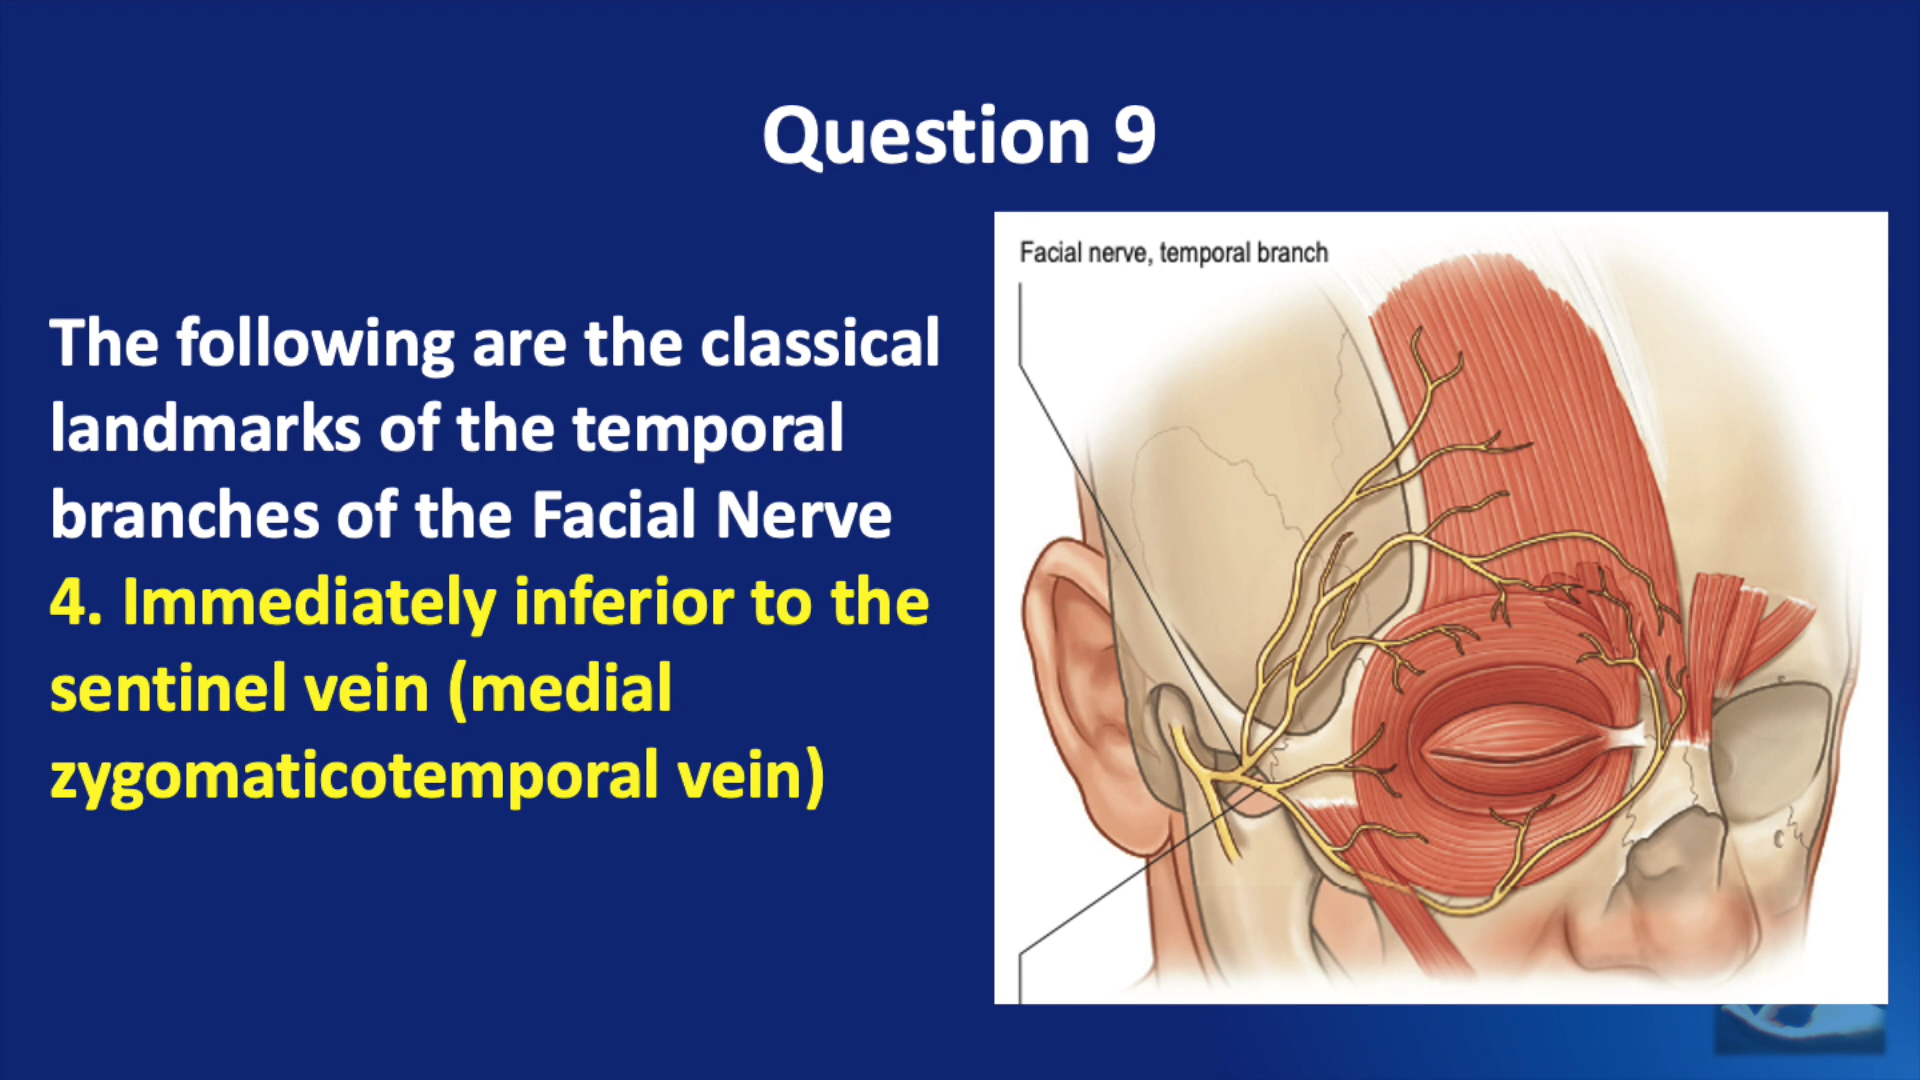 Question 9
The following are the classical
landmarks of the temporal
branches of the Facial Nerve
4. Immediately inferior to the
sentinel vein (medial
zygomaticotemporal vein)
Facial nerve, temporal branch